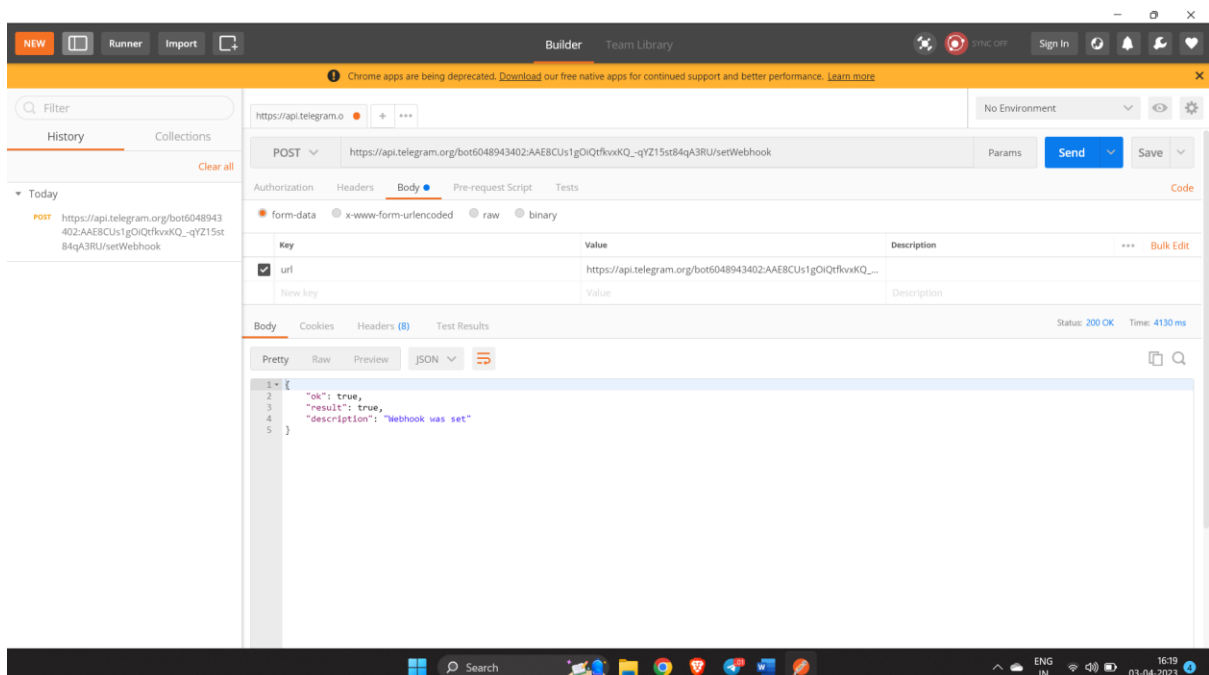 NEW Runner Import Builder Team Library SYNC OFF Sign In
Chrome apps are being deprecated. Download our free native apps for continued support and better performance. Learn more
Filter
History Collections
Clear all
Today
POST https://api.telegram.org/bot6048943
402:AAE8CUs1gOiQtfkvxKQ_-qYZ15st
84qA3RU/setWebhook
https://api.telegram.o
No Environment
POST https://api.telegram.org/bot6048943402:AAE8CUs1gOiQtfkvxKQ_-qYZ15st84qA3RU/setWebhook Params Send Save
Authorization Headers Body Pre-request Script Tests Code
form-data x-www-form-urlencoded raw binary
Key Value Description Bulk Edit
url https://api.telegram.org/bot6048943402:AAE8CUs1gOiQtfkvxKQ_...
New key Value Description
Body Cookies Headers (8) Test Results Status: 200 OK Time: 4130 ms
Pretty Raw Preview JSON
1 {
2 "ok": true,
3 "result": true,
4 "description": "Webhook was set"
5 }
Search
ENG
IN
16:19
03-04-2023
4